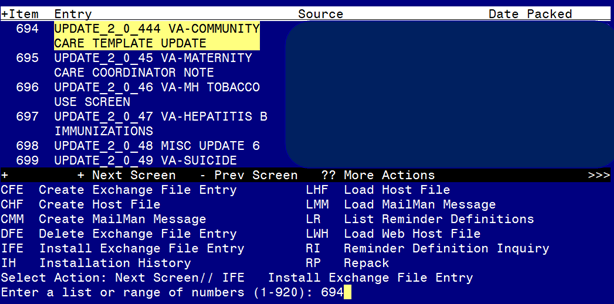 +Item  Entry  Source  Date Packed
694  UPDATE_2_0_444 VA-COMMUNITY
CARE TEMPLATE UPDATE
695  UPDATE_2_0_45 VA-MATERNITY
CARE COORDINATOR NOTE
696  UPDATE_2_0_46 VA-MH TOBACCO
USE SCREEN
697  UPDATE_2_0_47 VA-HEPATITIS B
IMMUNIZATIONS
698  UPDATE_2_0_48 MISC UPDATE 6
699  UPDATE_2_0_49 VA-SUICIDE
+  + Next Screen  - Prev Screen  ?? More Actions  >>>
CFE  Create Exchange File Entry  LHF  Load Host File
CHF  Create Host File  LMM  Load MailMan Message
CMM  Create MailMan Message  LR  List Reminder Definitions
DFE  Delete Exchange File Entry  LWH  Load Web Host File
IFE  Install Exchange File Entry  RI  Reminder Definition Inquiry
IH  Installation History  RP  Repack
Select Action: Next Screen// IFE  Install Exchange File Entry
Enter a list or range of numbers (1-920): 694